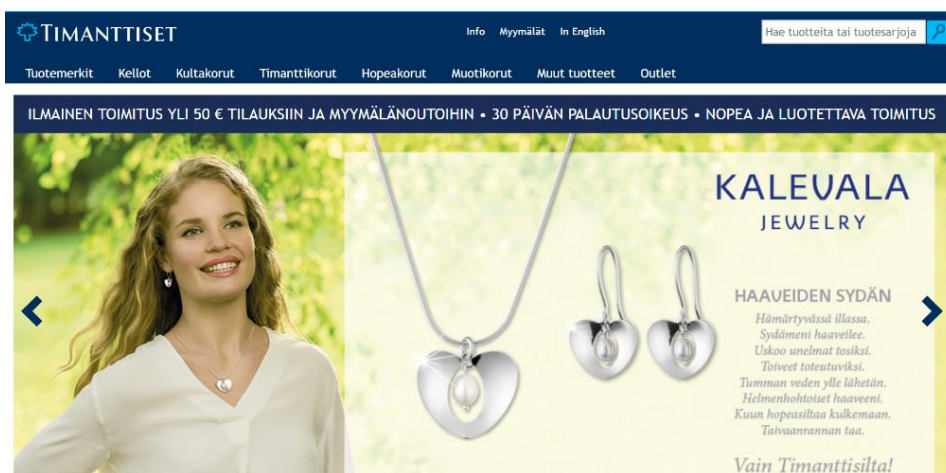 TIMANTTISET
Info Myymälät In English
Hae tuotteita tai tuotesarjoja
Tuotemerkit Kellot Kultakorut Timanttikorut Hopeakorut Muotikorut Muut tuotteet Outlet
ILMAINEN TOIMITUS YLI 50 € TILAUKSIIN JA MYYMÄLÄNOUTOIHIN • 30 PÄIVÄN PALAUTUSOIKEUS • NOPEA JA LUOTETTAVA TOIMITUS
KALEVALA
JEWELRY
HAAVEIDEN SYDÄN
Hämärtyvässä illassa.
Sydämeni haaveilee.
Uskoo unelmat tosiksi.
Toiveet toteutuviksi.
Tumman veden ylle lähetän.
Helmenhohtoiset haaveeni.
Kuun hopeasiltaa kulkemaan.
Taivaanrannan taa.
Vain Timanttisilta!